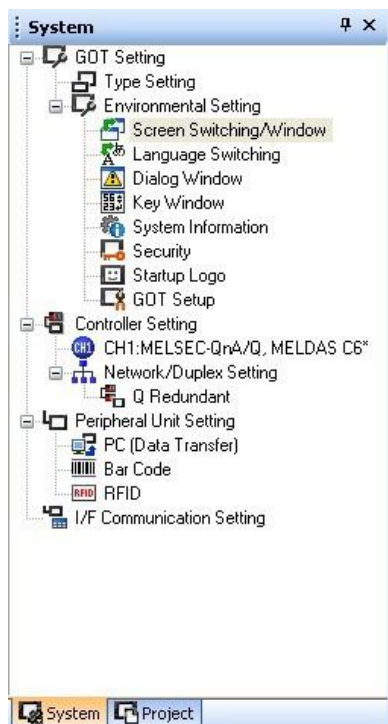 System
GOT Setting
Type Setting
Environmental Setting
Screen Switching/Window
Language Switching
Dialog Window
Key Window
System Information
Security
Startup Logo
GOT Setup
Controller Setting
CH1 CH1:MELSEC-QnA/Q, MELDAS C6*
Network/Duplex Setting
Q Redundant
Peripheral Unit Setting
PC (Data Transfer)
Bar Code
RFID RFID
I/F Communication Setting
System Project